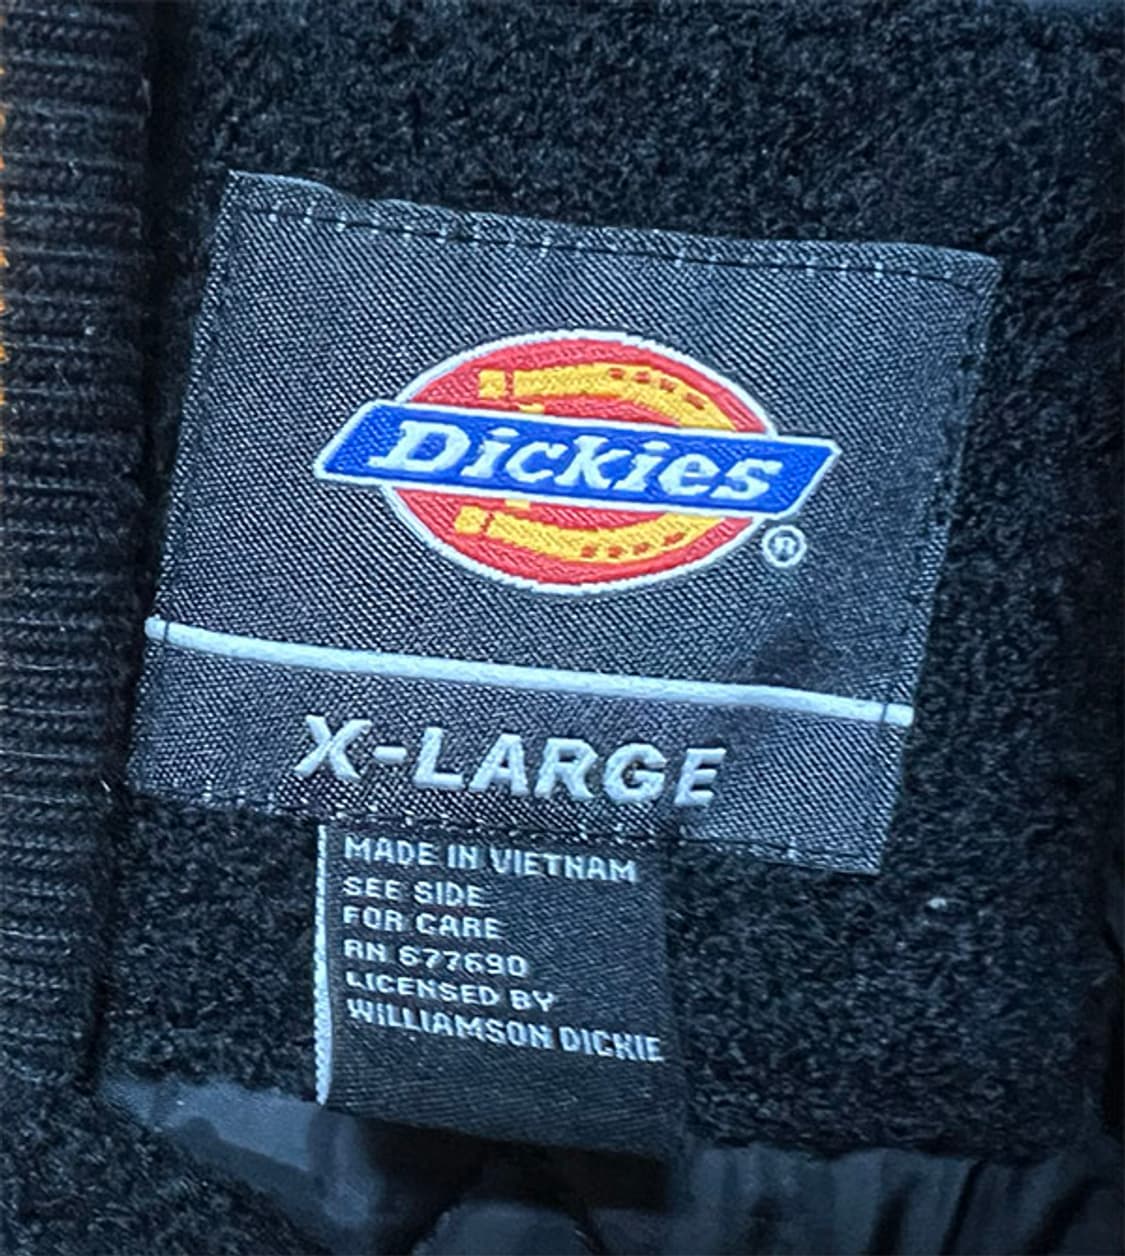 Dickies
®
X-LARGE
MADE IN VIETNAM
SEE SIDE
FOR CARE
RN 677690
LICENSED BY
WILLIAMSON DICKIE